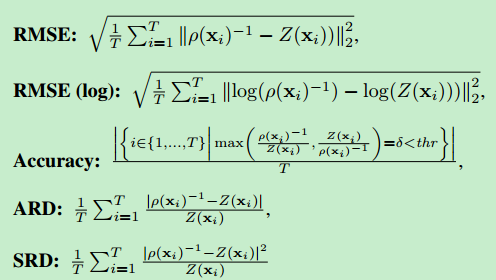 RMSE: \sqrt{\frac{1}{T} \sum_{i=1}^{T} \|\rho(\mathbf{x}_i)^{-1} - Z(\mathbf{x}_i))\|_2^2},
RMSE (log): \sqrt{\frac{1}{T} \sum_{i=1}^{T} \|\log(\rho(\mathbf{x}_i)^{-1}) - \log(Z(\mathbf{x}_i)))\|_2^2},
Accuracy: \frac{\left|\left\{i \in \{1,\ldots,T\} \middle| \max\left(\frac{\rho(\mathbf{x}_i)^{-1}}{Z(\mathbf{x}_i)}, \frac{Z(\mathbf{x}_i)}{\rho(\mathbf{x}_i)^{-1}}\right) = \delta < thr\right\}\right|}{T},
ARD: \frac{1}{T} \sum_{i=1}^{T} \frac{|\rho(\mathbf{x}_i)^{-1} - Z(\mathbf{x}_i)|}{Z(\mathbf{x}_i)},
SRD: \frac{1}{T} \sum_{i=1}^{T} \frac{|\rho(\mathbf{x}_i)^{-1} - Z(\mathbf{x}_i)|^2}{Z(\mathbf{x}_i)}